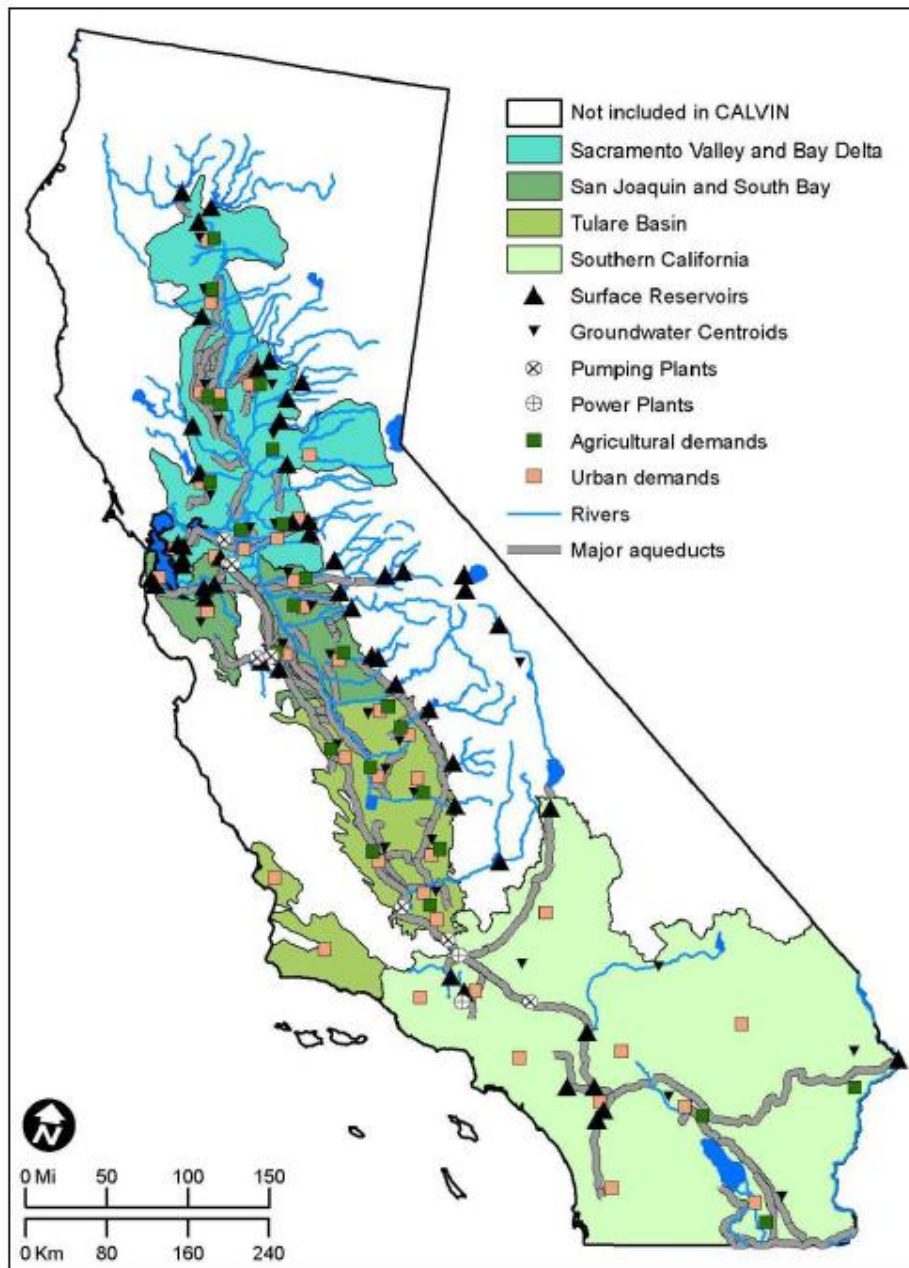 Not included in CALVIN
Sacramento Valley and Bay Delta
San Joaquin and South Bay
Tulare Basin
Southern California
Surface Reservoirs
Groundwater Centroids
Pumping Plants
Power Plants
Agricultural demands
Urban demands
Rivers
Major aqueducts
N
0 Mi 50 100 150
0 Km 80 160 240